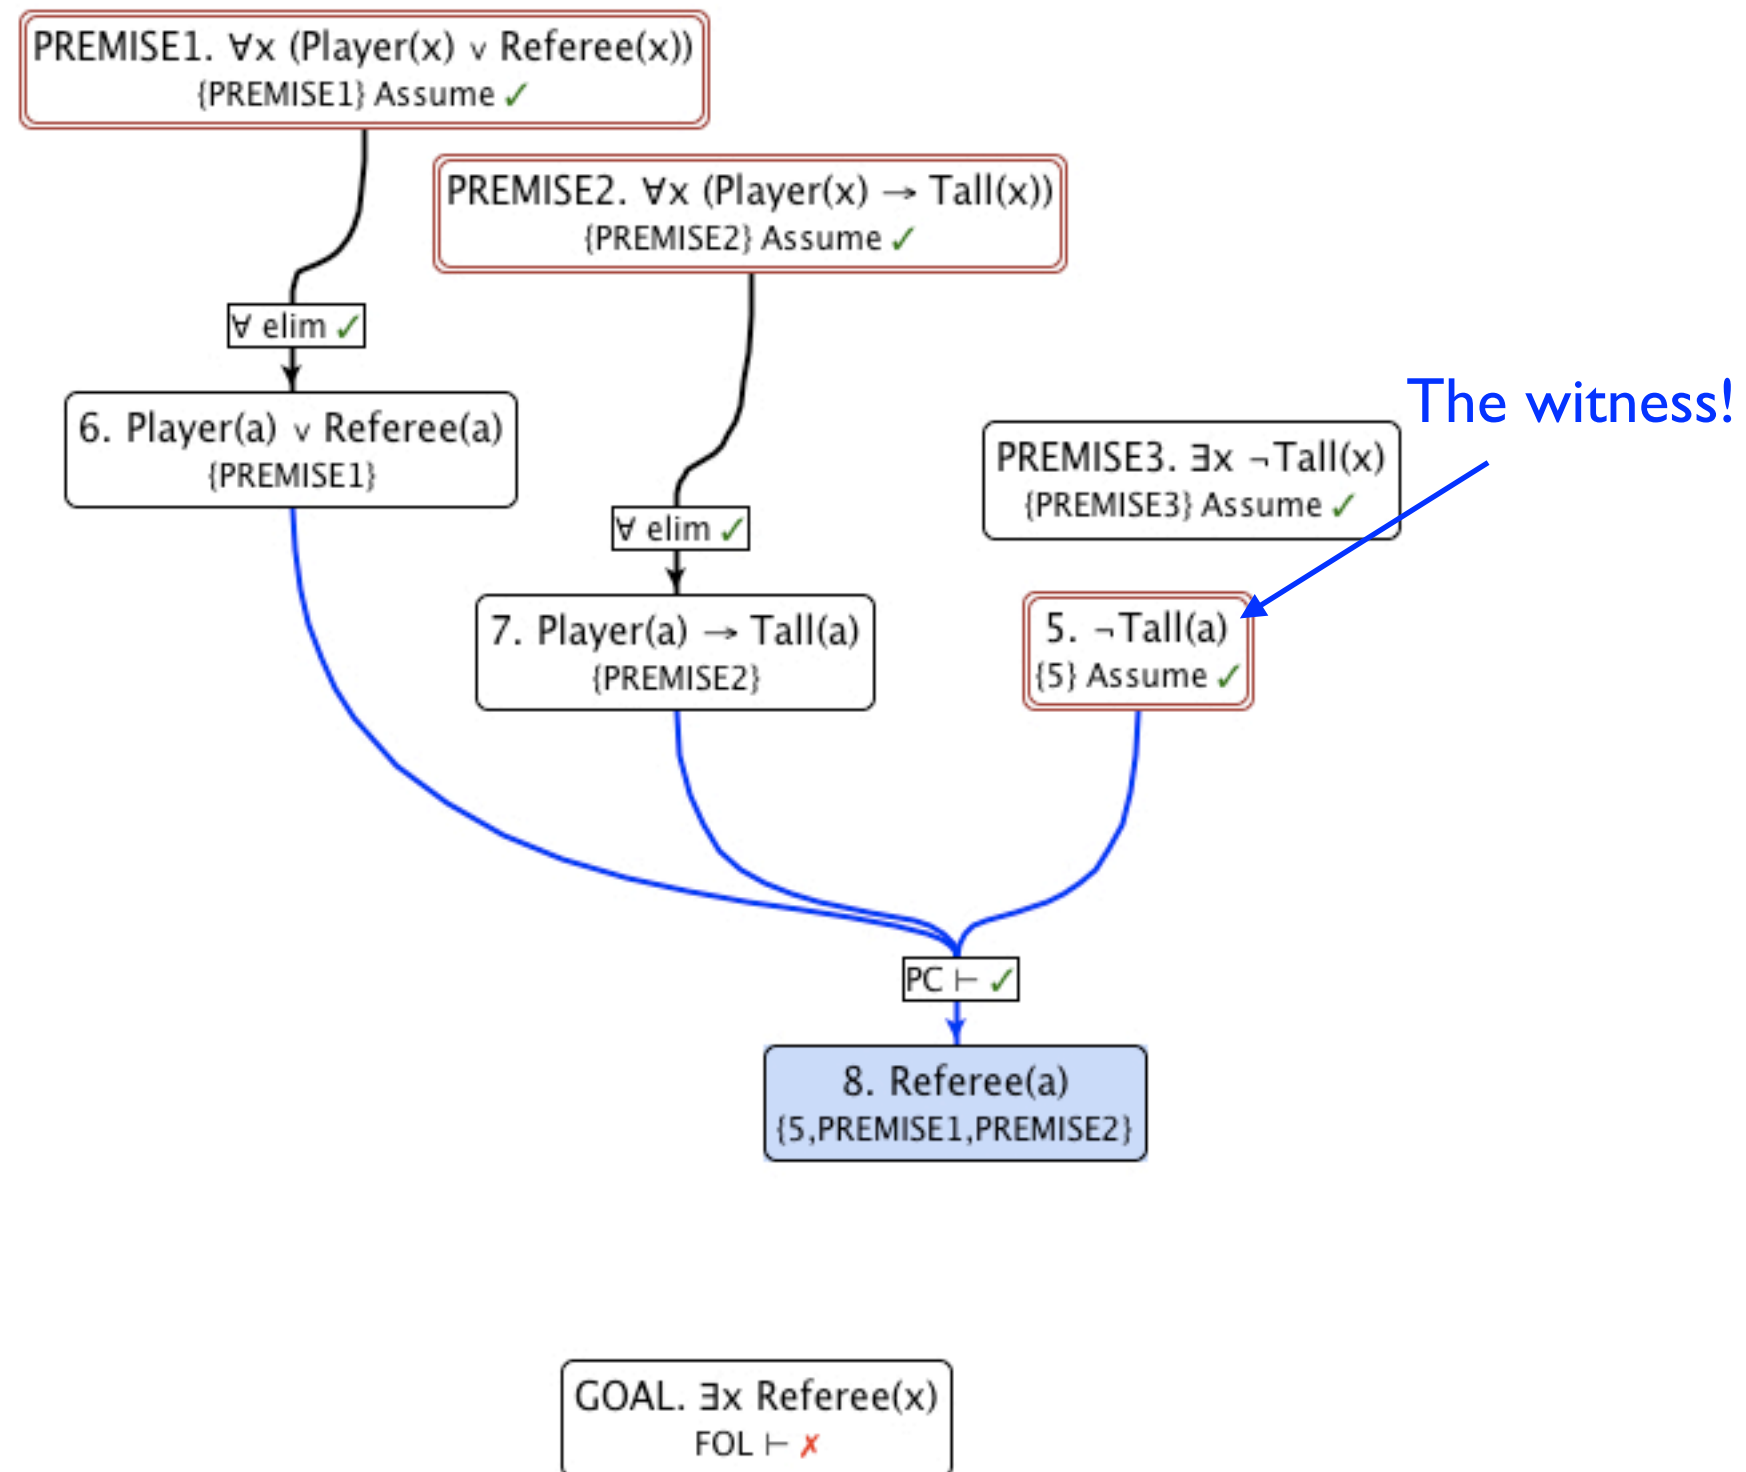 PREMISE1. ∀x (Player(x) ∨ Referee(x))
{PREMISE1} Assume ✓
PREMISE2. ∀x (Player(x) → Tall(x))
{PREMISE2} Assume ✓
∀ elim ✓
6. Player(a) ∨ Referee(a)
{PREMISE1}
The witness!
PREMISE3. ∃x ¬Tall(x)
{PREMISE3} Assume ✓
∀ elim ✓
7. Player(a) → Tall(a)
{PREMISE2}
5. ¬Tall(a)
{5} Assume ✓
PC ⊢ ✓
8. Referee(a)
{5,PREMISE1,PREMISE2}
GOAL. ∃x Referee(x)
FOL ⊢ ✗